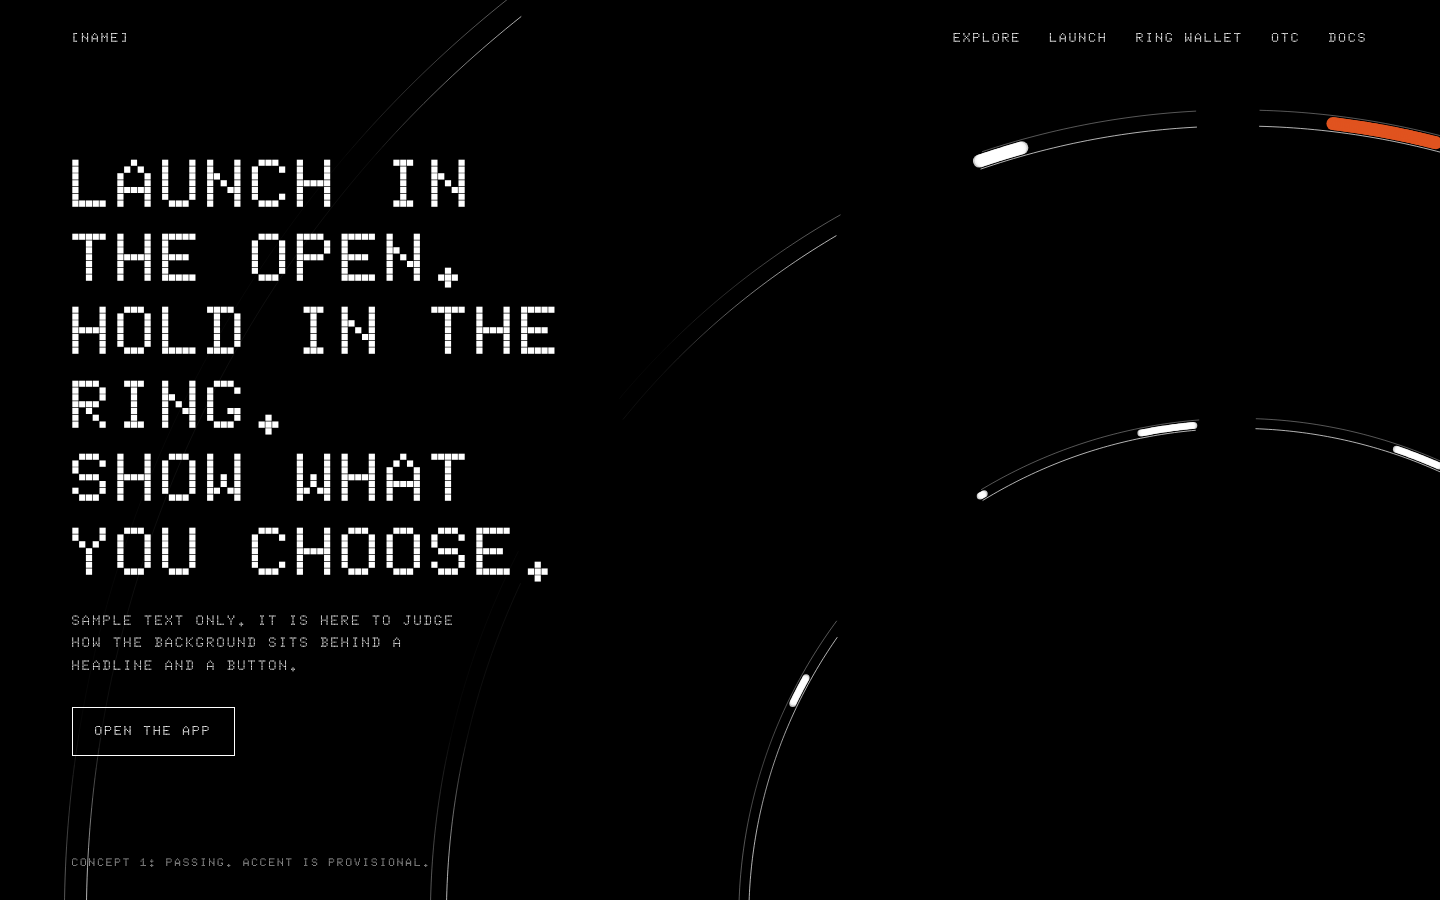 [NAME]
EXPLORE LAUNCH RING WALLET OTC DOCS
LAUNCH IN
THE OPEN.
HOLD IN THE
RING.
SHOW WHAT
YOU CHOOSE.
SAMPLE TEXT ONLY. IT IS HERE TO JUDGE
HOW THE BACKGROUND SITS BEHIND A
HEADLINE AND A BUTTON.
OPEN THE APP
CONCEPT 1: PASSING. ACCENT IS PROVISIONAL.